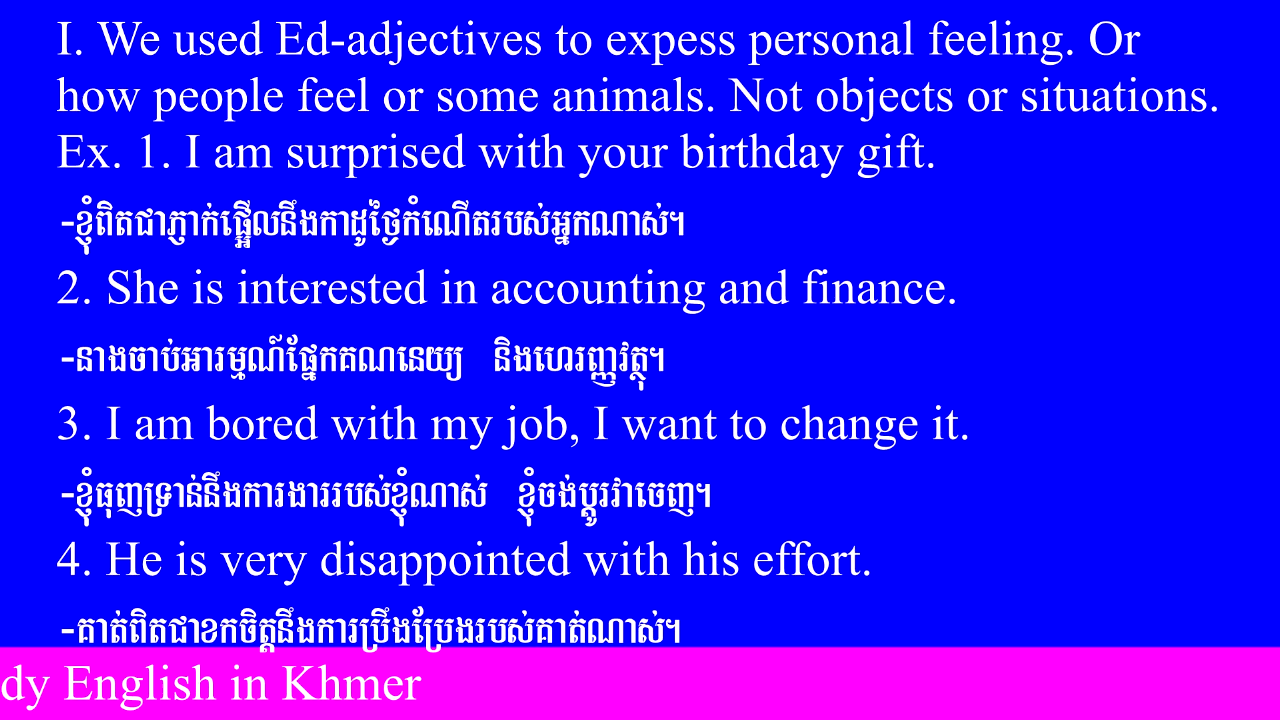 I. We used Ed-adjectives to expess personal feeling. Or
how people feel or some animals. Not objects or situations.
Ex. 1. I am surprised with your birthday gift.
-ខ្ញុំពិតជាភ្ញាក់ផ្អើលនឹងកាដូថ្ងៃកំណើតរបស់អ្នកណាស់។
2. She is interested in accounting and finance.
-នាងចាប់អារម្មណ៍ផ្នែកគណនេយ្យ និងហេរញ្ញវត្ថុ។
3. I am bored with my job, I want to change it.
-ខ្ញុំធុញទ្រាន់នឹងការងាររបស់ខ្ញុំណាស់ ខ្ញុំចង់ប្តូរវាចេញ។
4. He is very disappointed with his effort.
-គាត់ពិតជាខកចិត្តនឹងការប្រឹងប្រែងរបស់គាត់ណាស់។
dy English in Khmer